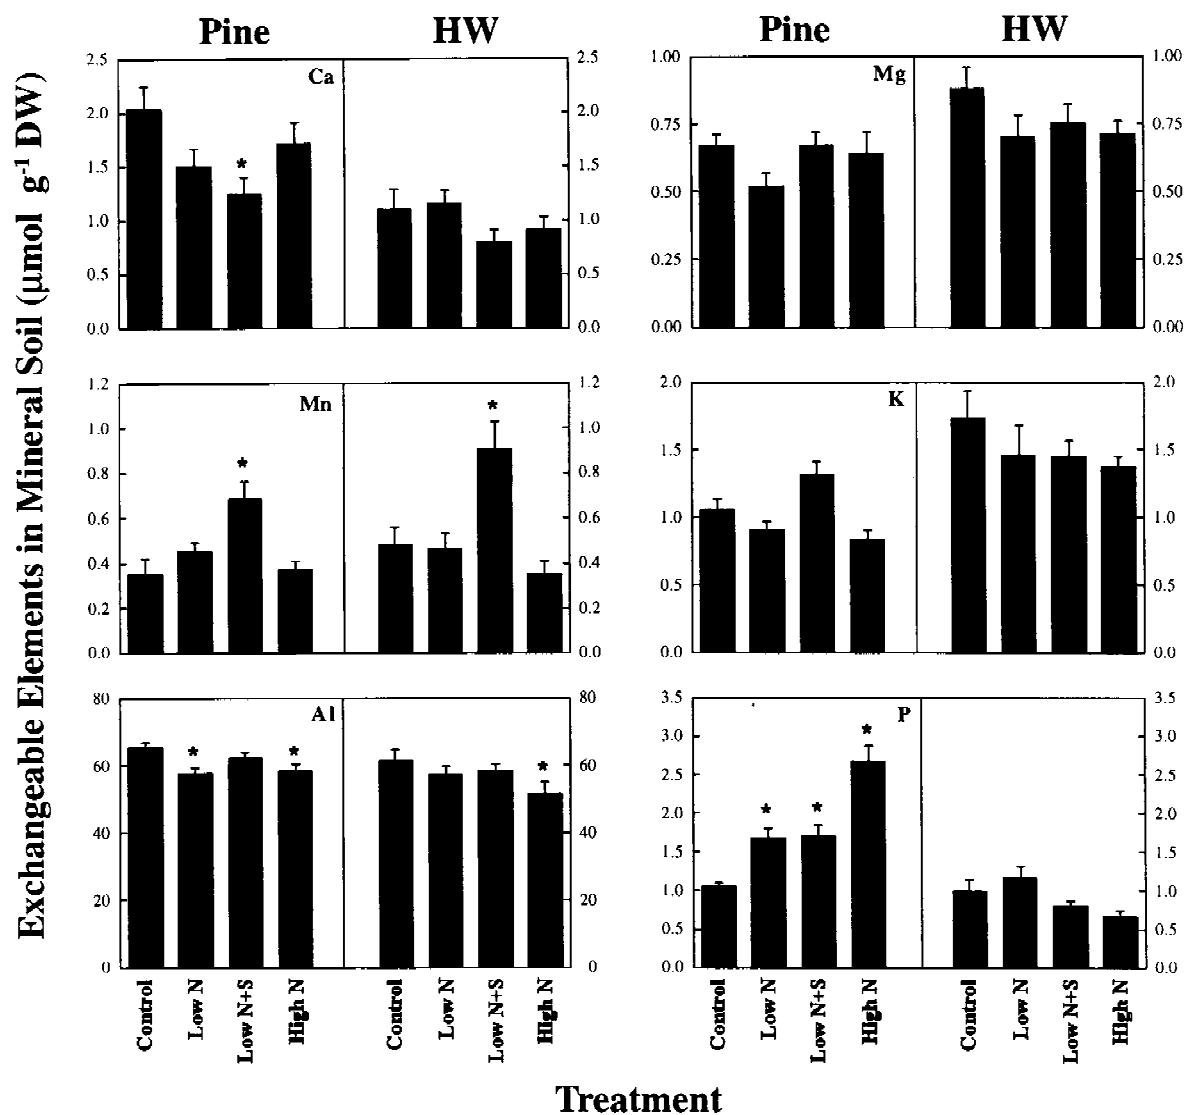 Pine HW Pine HW
Exchangeable Elements in Mineral Soil (μmol g-1 DW)
2.5 Ca 2.5 1.00 Mg 1.00
2.0 2.0
0.75 0.75
1.5 * 1.5
0.50 0.50
1.0 1.0
0.25 0.25
0.5 0.5
0.0 0.0 0.00 0.00
1.2 Mn 1.2 2.0 K 2.0
1.0 * 1.0
1.5 1.5
0.8 * 0.8
0.6 0.6 1.0 1.0
0.4 0.4
0.5 0.5
0.2 0.2
0.0 0.0 0.0 0.0
80 Al 80 3.5 P 3.5
3.0 * 3.0
60 * * * 60 2.5 2.5
2.0 2.0
40 40 * *
1.5 1.5
20 20 1.0 1.0
0.5 0.5
0 0 0.0 0.0
Control Low N Low N+S High N Control Low N Low N+S High N Control Low N Low N+S High N Control Low N Low N+S High N
Treatment